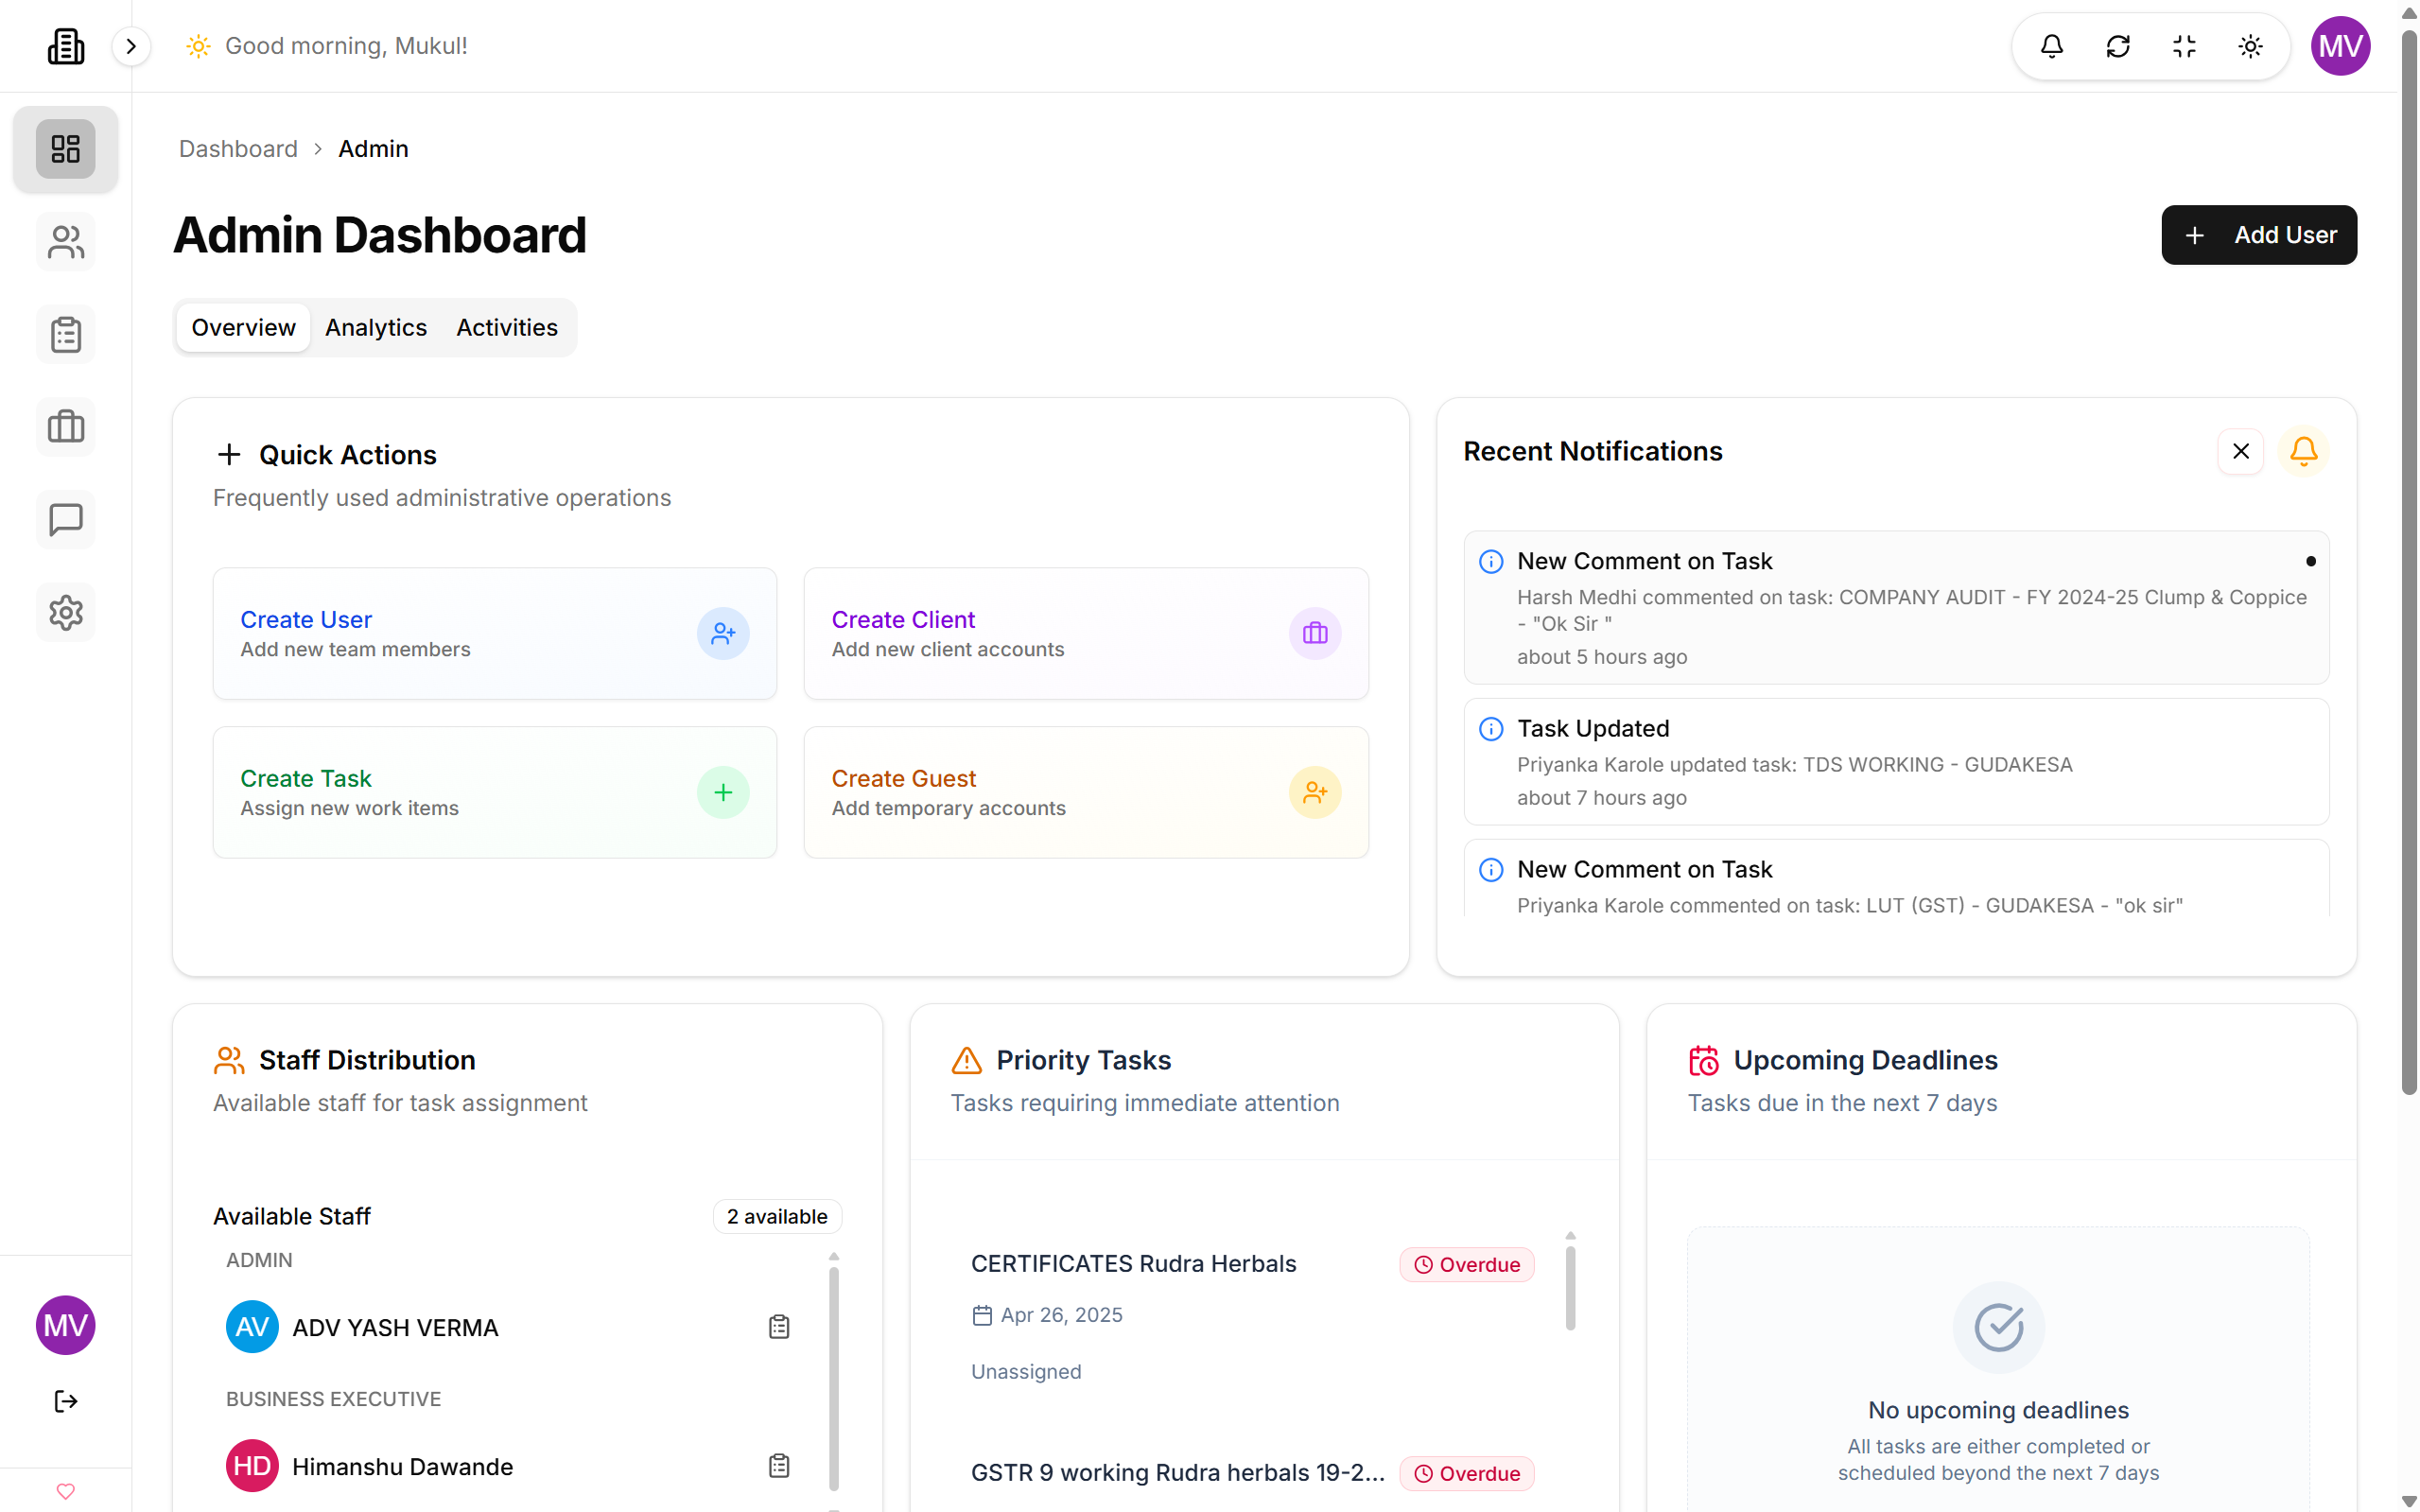 Good morning, Mukul!
MV
Dashboard
Admin
Admin Dashboard
Add User
Overview
Analytics
Activities
Quick Actions
Frequently used administrative operations
Create User
Add new team members
Create Client
Add new client accounts
Create Task
Assign new work items
Create Guest
Add temporary accounts
Recent Notifications
New Comment on Task
Harsh Medhi commented on task: COMPANY AUDIT - FY 2024-25 Clump & Coppice
- "Ok Sir "
about 5 hours ago
Task Updated
Priyanka Karole updated task: TDS WORKING - GUDAKESA
about 7 hours ago
New Comment on Task
Priyanka Karole commented on task: LUT (GST) - GUDAKESA - "ok sir"
Staff Distribution
Available staff for task assignment
Available Staff
2 available
ADMIN
AV
ADV YASH VERMA
BUSINESS EXECUTIVE
HD
Himanshu Dawande
Priority Tasks
Tasks requiring immediate attention
CERTIFICATES Rudra Herbals
Overdue
Apr 26, 2025
Unassigned
GSTR 9 working Rudra herbals 19-2...
Overdue
Upcoming Deadlines
Tasks due in the next 7 days
No upcoming deadlines
All tasks are either completed or
scheduled beyond the next 7 days
MV